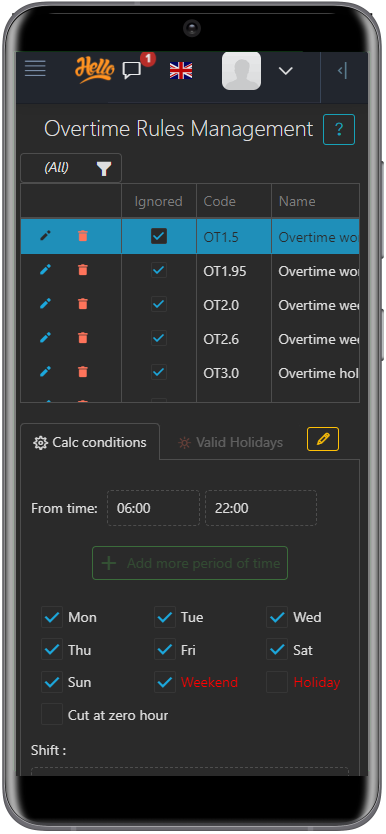 Hello
1
Overtime Rules Management ?
(All)
Ignored Code Name
OT1.5 Overtime wo
OT1.95 Overtime wo
OT2.0 Overtime wee
OT2.6 Overtime wee
OT3.0 Overtime hol
Calc conditions Valid Holidays
From time: 06:00 22:00
+ Add more period of time
Mon Tue Wed
Thu Fri Sat
Sun Weekend Holiday
Cut at zero hour
Shift :